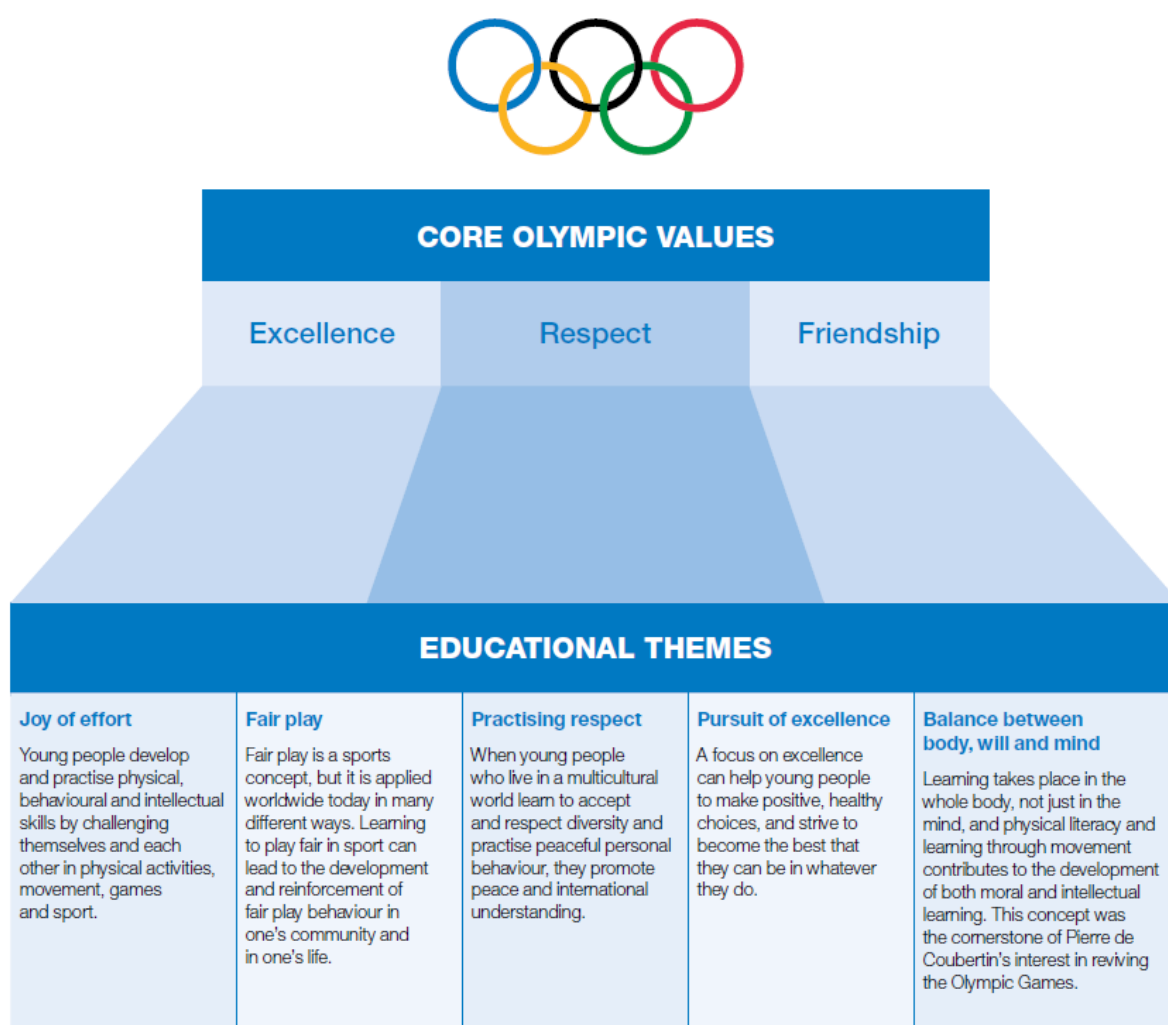 CORE OLYMPIC VALUES
Excellence
Respect
Friendship
EDUCATIONAL THEMES
Joy of effort
Young people develop
and practise physical,
behavioural and intellectual
skills by challenging
themselves and each
other in physical activities,
movement, games
and sport.
Fair play
Fair play is a sports
concept, but it is applied
worldwide today in many
different ways. Learning
to play fair in sport can
lead to the development
and reinforcement of
fair play behaviour in
one's community and
in one's life.
Practising respect
When young people
who live in a multicultural
world learn to accept
and respect diversity and
practise peaceful personal
behaviour, they promote
peace and international
understanding.
Pursuit of excellence
A focus on excellence
can help young people
to make positive, healthy
choices, and strive to
become the best that
they can be in whatever
they do.
Balance between
body, will and mind
Learning takes place in the
whole body, not just in the
mind, and physical literacy and
learning through movement
contributes to the development
of both moral and intellectual
learning. This concept was
the cornerstone of Pierre de
Coubertin's interest in reviving
the Olympic Games.